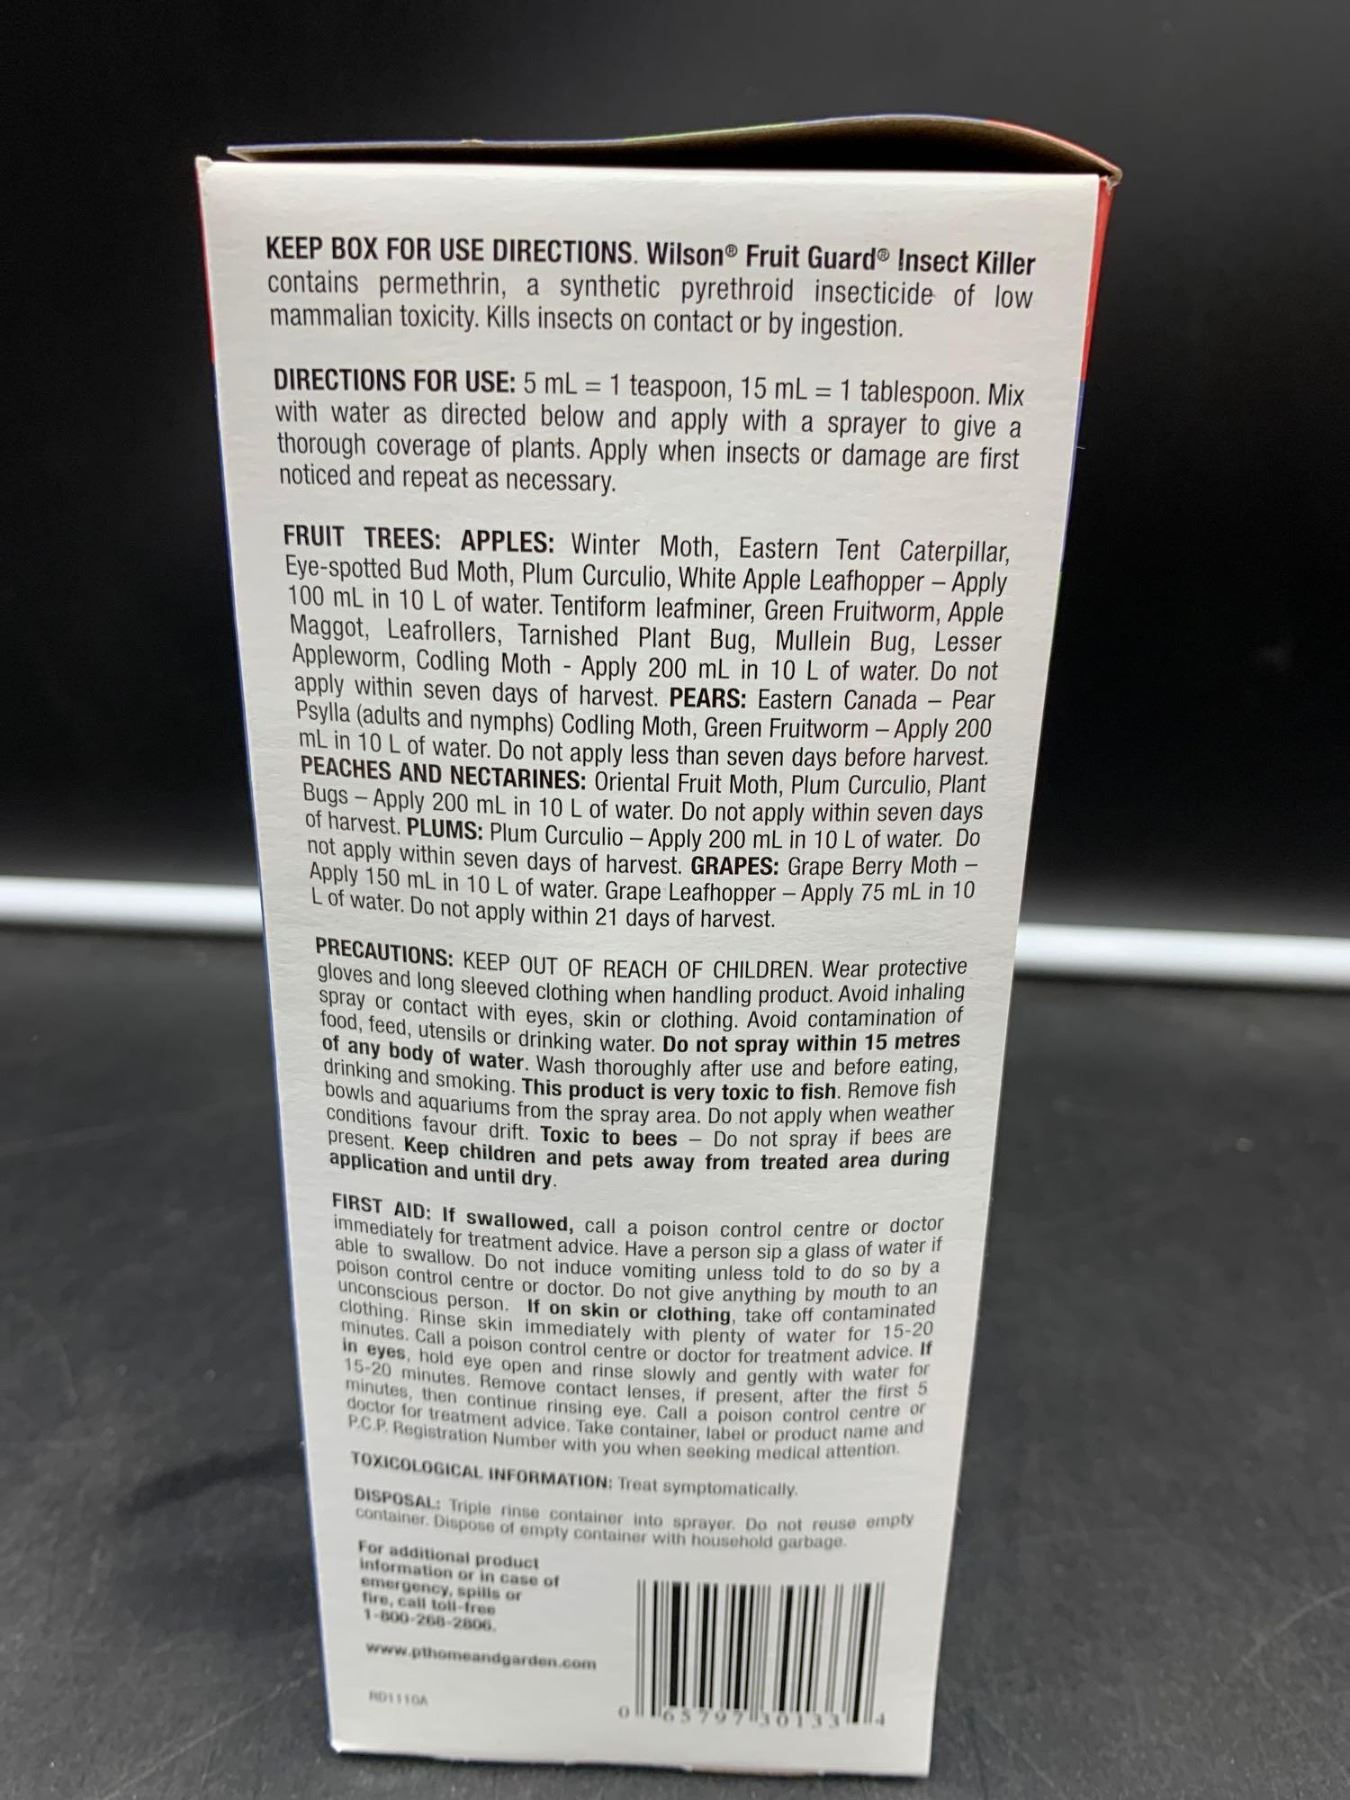 KEEP BOX FOR USE DIRECTIONS. Wilson® Fruit Guard® Insect Killer
contains permethrin, a synthetic pyrethroid insecticide of low
mammalian toxicity. Kills insects on contact or by ingestion.
DIRECTIONS FOR USE: 5 mL = 1 teaspoon, 15 mL = 1 tablespoon. Mix
with water as directed below and apply with a sprayer to give a
thorough coverage of plants. Apply when insects or damage are first
noticed and repeat as necessary.
FRUIT TREES: APPLES: Winter Moth, Eastern Tent Caterpillar,
Eye-spotted Bud Moth, Plum Curculio, White Apple Leafhopper – Apply
100 mL in 10 L of water. Tentiform leafminer, Green Fruitworm, Apple
Maggot, Leafrollers, Tarnished Plant Bug, Mullein Bug, Lesser
Appleworm, Codling Moth - Apply 200 mL in 10 L of water. Do not
apply within seven days of harvest. PEARS: Eastern Canada – Pear
Psylla (adults and nymphs) Codling Moth, Green Fruitworm – Apply 200
mL in 10 L of water. Do not apply less than seven days before harvest.
PEACHES AND NECTARINES: Oriental Fruit Moth, Plum Curculio, Plant
Bugs – Apply 200 mL in 10 L of water. Do not apply within seven days
of harvest. PLUMS: Plum Curculio – Apply 200 mL in 10 L of water. Do
not apply within seven days of harvest. GRAPES: Grape Berry Moth –
Apply 150 mL in 10 L of water. Grape Leafhopper – Apply 75 mL in 10
L of water. Do not apply within 21 days of harvest.
PRECAUTIONS: KEEP OUT OF REACH OF CHILDREN. Wear protective
gloves and long sleeved clothing when handling product. Avoid inhaling
spray or contact with eyes, skin or clothing. Avoid contamination of
food, feed, utensils or drinking water. Do not spray within 15 metres
of any body of water. Wash thoroughly after use and before eating,
drinking and smoking. This product is very toxic to fish. Remove fish
bowls and aquariums from the spray area. Do not apply when weather
conditions favour drift. Toxic to bees – Do not spray if bees are
present. Keep children and pets away from treated area during
application and until dry.
FIRST AID: If swallowed, call a poison control centre or doctor
immediately for treatment advice. Have a person sip a glass of water if
able to swallow. Do not induce vomiting unless told to do so by a
poison control centre or doctor. Do not give anything by mouth to an
unconscious person. If on skin or clothing, take off contaminated
clothing. Rinse skin immediately with plenty of water for 15-20
minutes. Call a poison control centre or doctor for treatment advice. If
in eyes, hold eye open and rinse slowly and gently with water for
15-20 minutes. Remove contact lenses, if present, after the first 5
minutes, then continue rinsing eye. Call a poison control centre or
doctor for treatment advice. Take container, label or product name and
P.C.P. Registration Number with you when seeking medical attention.
TOXICOLOGICAL INFORMATION: Treat symptomatically.
DISPOSAL: Triple rinse container into sprayer. Do not reuse empty
container. Dispose of empty container with household garbage.
For additional product
information or in case of
emergency, spills or
fire, call toll-free
1-800-268-2806.
www.pthomeandgarden.com
RD1110A
0 65797 30133 4